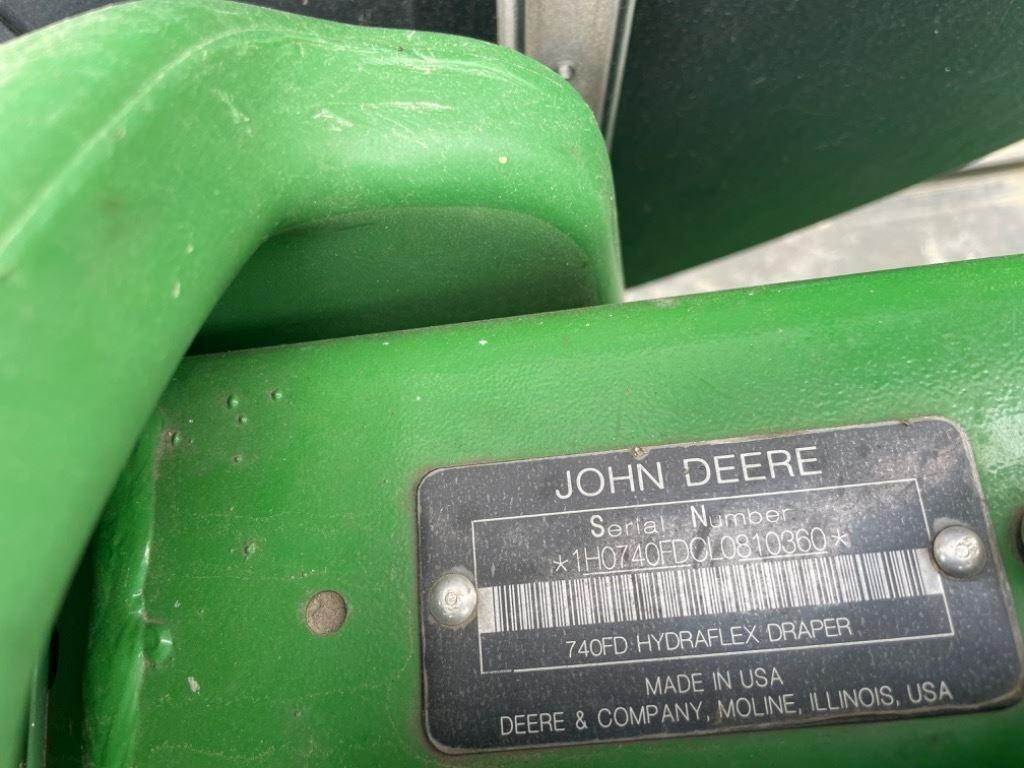 JOHN DEERE
Serial Number
*1H0740FDCL0810360*
740FD HYDRAFLEX DRAPER
MADE IN USA
DEERE & COMPANY, MOLINE, ILLINOIS, USA